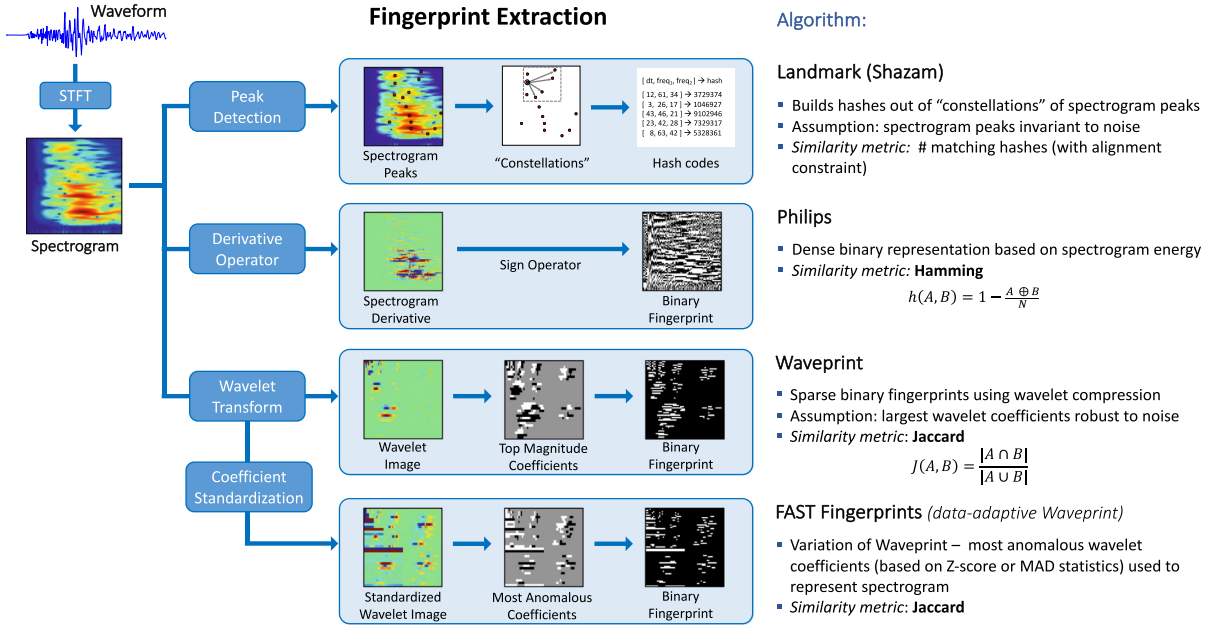 Waveform
Fingerprint Extraction
Algorithm:
STFT
Spectrogram
Peak
Detection
Spectrogram
Peaks
“Constellations”
[ dt, freq₁, freq₂] → hash
[ 12, 61, 34 ] → 3729374
[ 3, 26, 17 ] → 1046927
[ 43, 46, 21 ] → 9102946
[ 23, 42, 28 ] → 7329317
[ 8, 63, 42 ] → 5328361
Hash codes
Landmark (Shazam)
▪ Builds hashes out of “constellations” of spectrogram peaks
▪ Assumption: spectrogram peaks invariant to noise
▪ Similarity metric: # matching hashes (with alignment
constraint)
Derivative
Operator
Spectrogram
Derivative
Sign Operator
Binary
Fingerprint
Philips
▪ Dense binary representation based on spectrogram energy
▪ Similarity metric: Hamming
h(A, B) = 1 − A ⊕ B / N
Wavelet
Transform
Wavelet
Image
Top Magnitude
Coefficients
Binary
Fingerprint
Waveprint
▪ Sparse binary fingerprints using wavelet compression
▪ Assumption: largest wavelet coefficients robust to noise
▪ Similarity metric: Jaccard
J(A, B) = |A ∩ B| / |A ∪ B|
Coefficient
Standardization
Standardized
Wavelet Image
Most Anomalous
Coefficients
Binary
Fingerprint
FAST Fingerprints (data-adaptive Waveprint)
▪ Variation of Waveprint – most anomalous wavelet
coefficients (based on Z-score or MAD statistics) used to
represent spectrogram
▪ Similarity metric: Jaccard